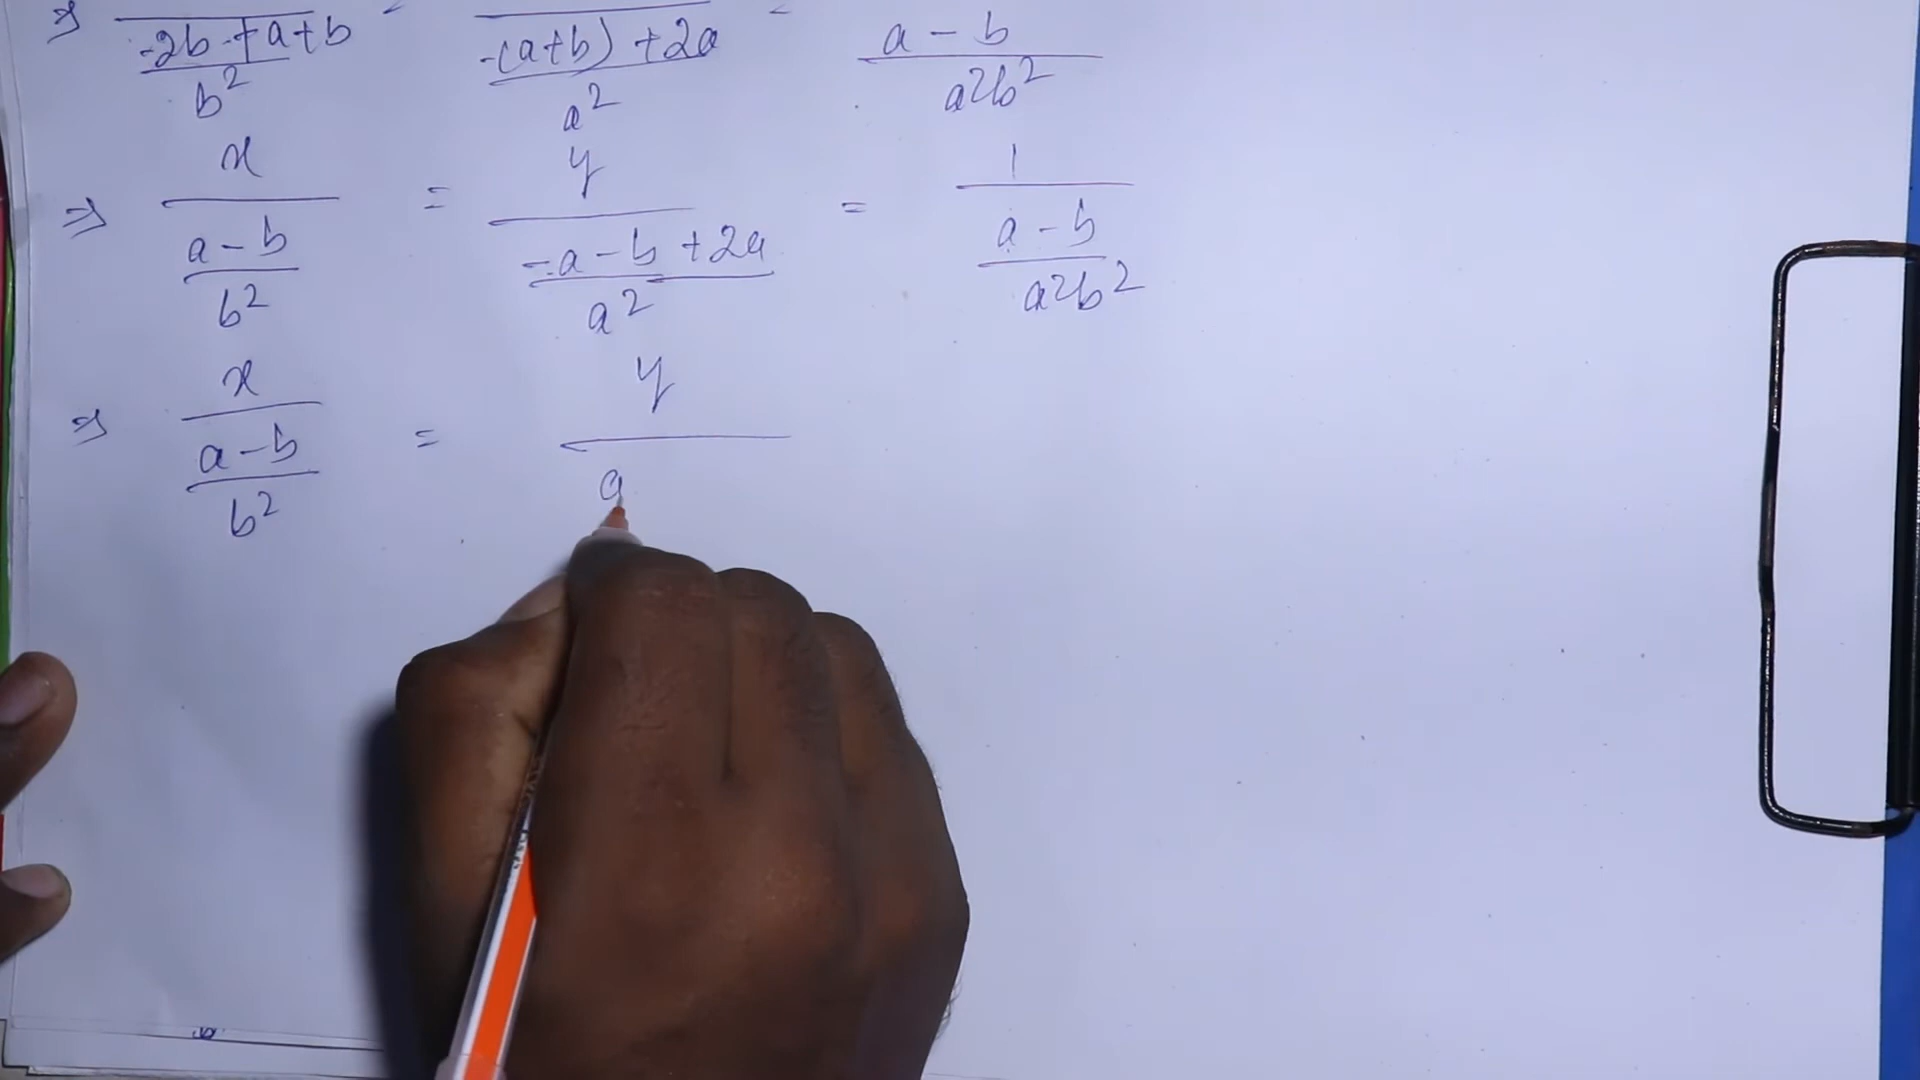 ⇒ -2b + a + b / b² = -(a+b) + 2a / a² = a - b / a²b²
⇒ x / (a - b / b²) = y / (-a - b + 2a / a²) = 1 / (a - b / a²b²)
⇒ x / (a - b / b²) = y / a